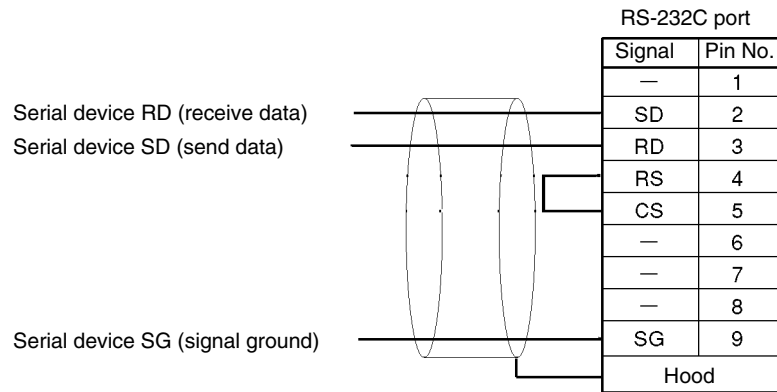 RS-232C port
Signal Pin No.
— 1
Serial device RD (receive data) SD 2
Serial device SD (send data) RD 3
RS 4
CS 5
— 6
— 7
— 8
Serial device SG (signal ground) SG 9
Hood